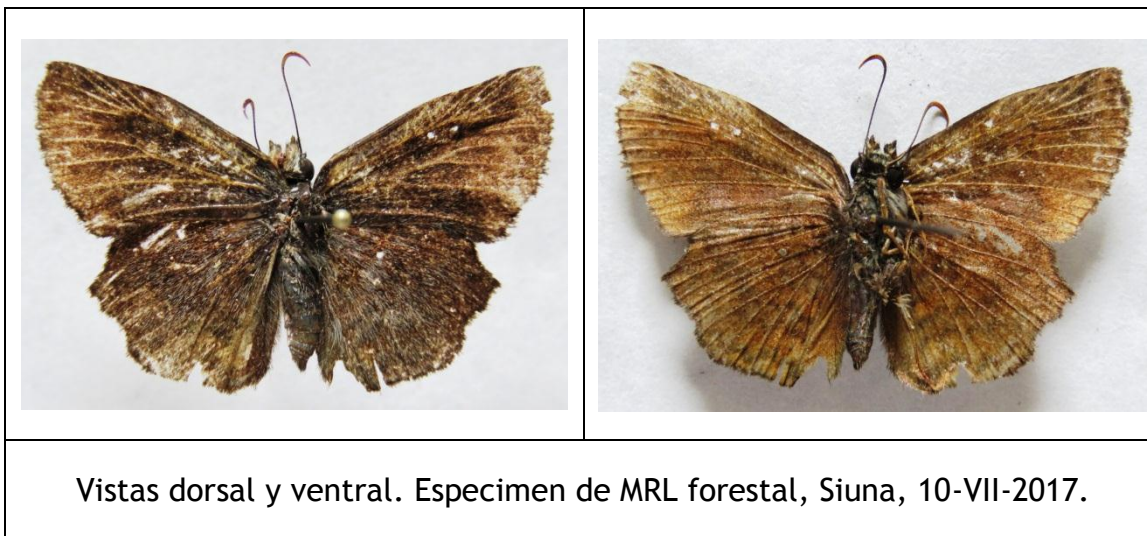 Vistas dorsal y ventral. Especimen de MRL forestal, Siuna, 10-VII-2017.